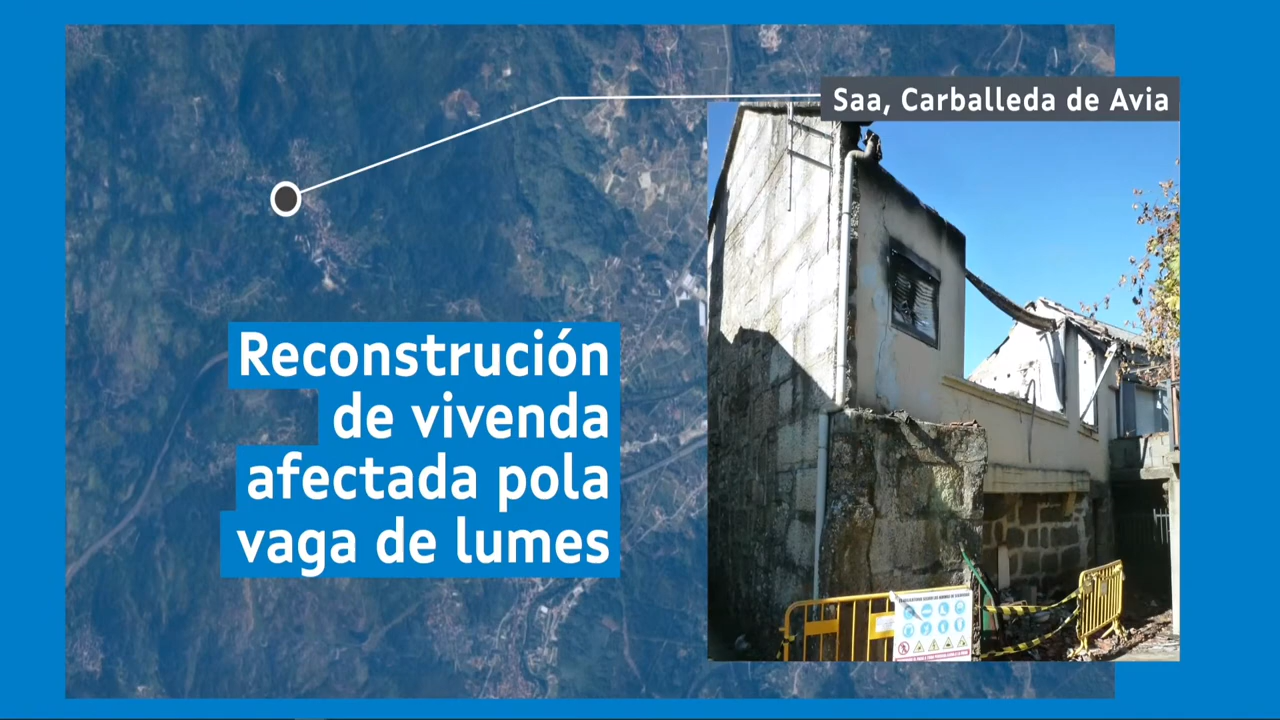 Saa, Carballeda de Avia
Reconstrución
de vivenda
afectada pola
vaga de lumes